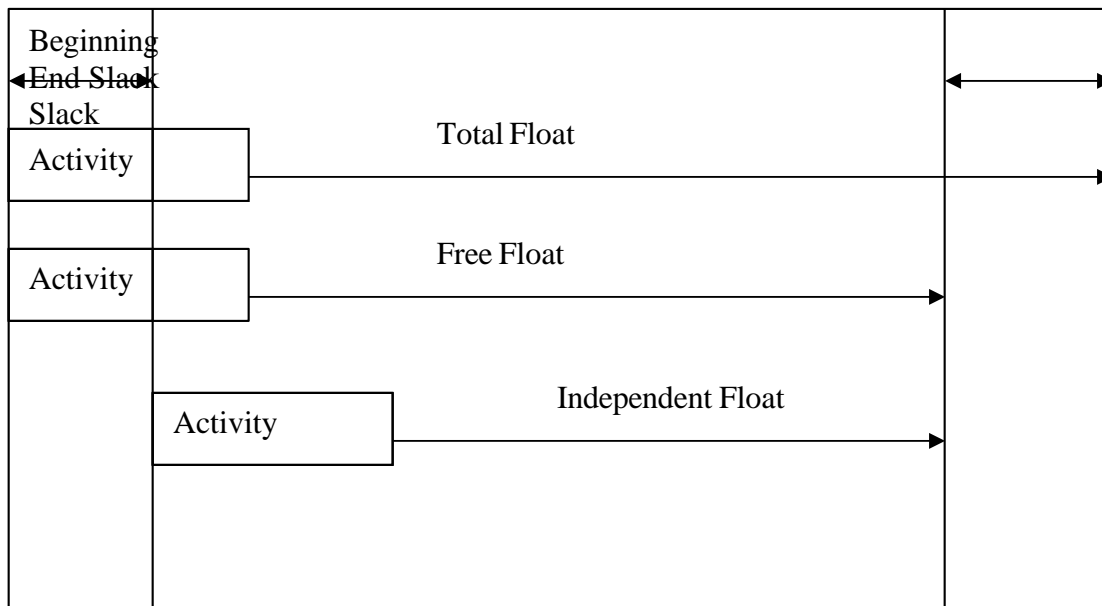 Beginning
End Slack
Slack
Total Float
Activity
Free Float
Activity
Independent Float
Activity